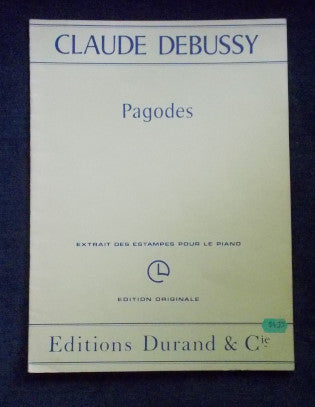 CLAUDE DEBUSSY
Pagodes
EXTRAIT DES ESTAMPES POUR LE PIANO
EDITION ORIGINALE
Editions Durand & Cie